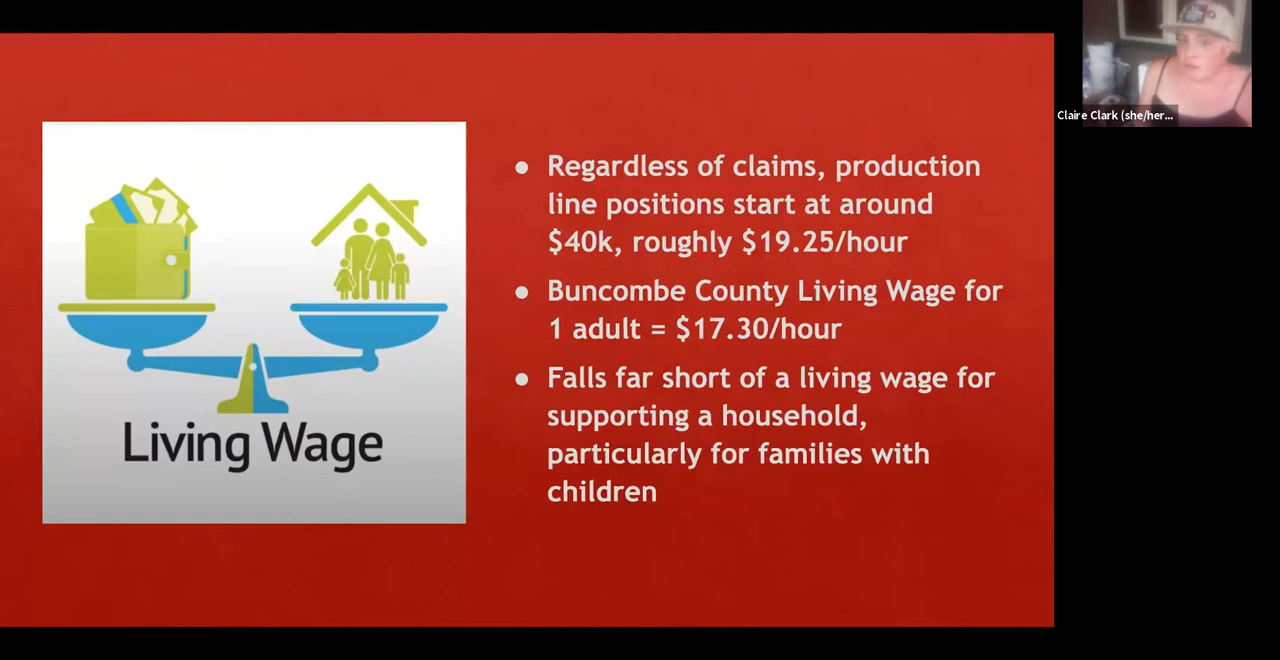 Living Wage
● Regardless of claims, production
line positions start at around
$40k, roughly $19.25/hour
● Buncombe County Living Wage for
1 adult = $17.30/hour
● Falls far short of a living wage for
supporting a household,
particularly for families with
children
Claire Clark (she/her...